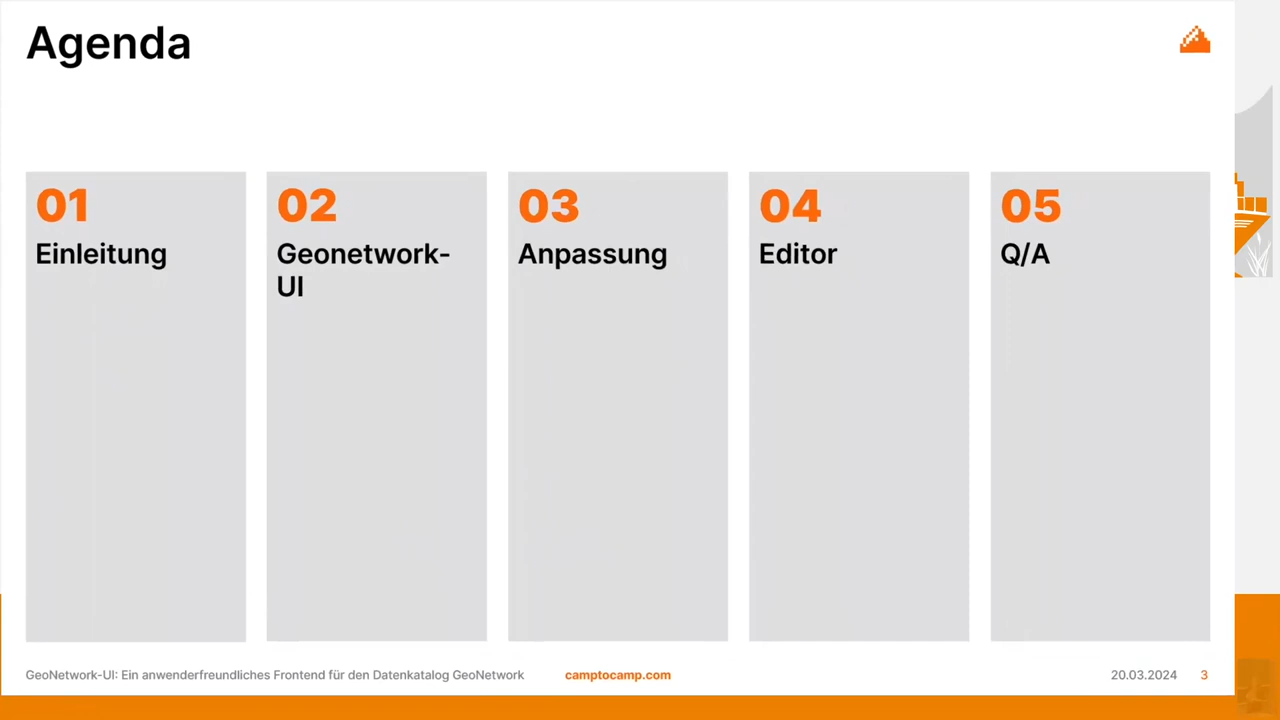 Agenda
01
Einleitung
02
Geonetwork-
UI
03
Anpassung
04
Editor
05
Q/A
GeoNetwork-UI: Ein anwenderfreundliches Frontend für den Datenkatalog GeoNetwork
camptocamp.com
20.03.2024
3